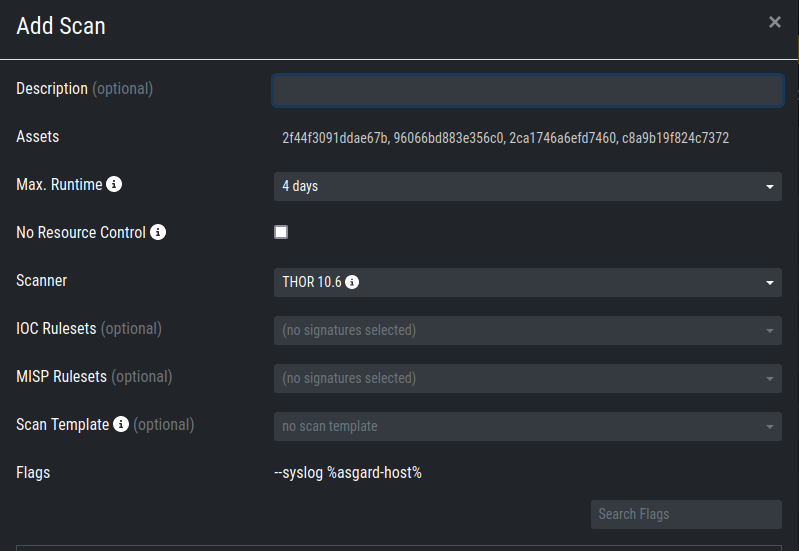 Add Scan ×
Description (optional)
Assets 2f44f3091ddae67b, 96066bd883e356c0, 2ca1746a6efd7460, c8a9b19f824c7372
Max. Runtime 4 days
No Resource Control
Scanner THOR 10.6
IOC Rulesets (optional) (no signatures selected)
MISP Rulesets (optional) (no signatures selected)
Scan Template (optional) no scan template
Flags --syslog %asgard-host%
Search Flags